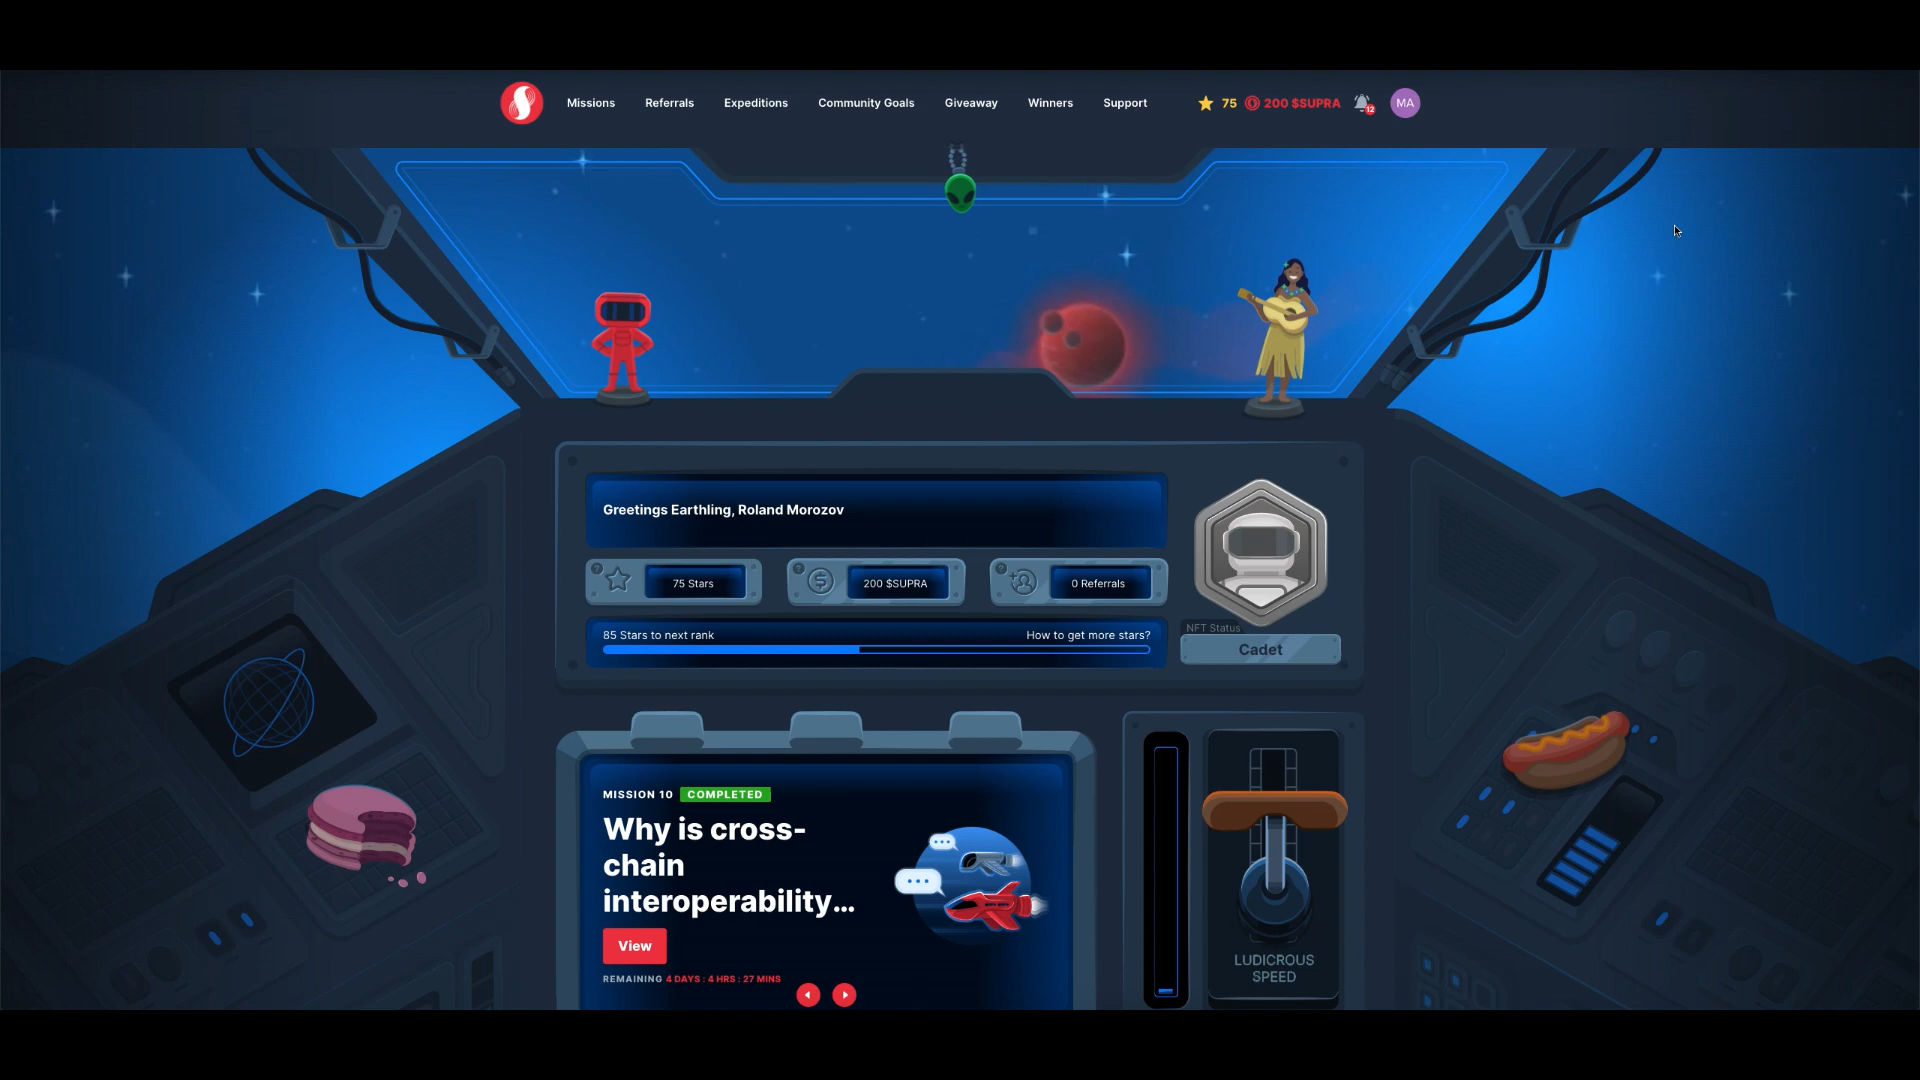 Missions Referrals Expeditions Community Goals Giveaway Winners Support 75 200 $SUPRA 12 MA
Greetings Earthling, Roland Morozov
75 Stars
200 $SUPRA
0 Referrals
85 Stars to next rank
How to get more stars?
NFT Status
Cadet
MISSION 10 COMPLETED
Why is cross-
chain
interoperability...
View
REMAINING 4 DAYS : 4 HRS : 27 MINS
LUDICROUS
SPEED